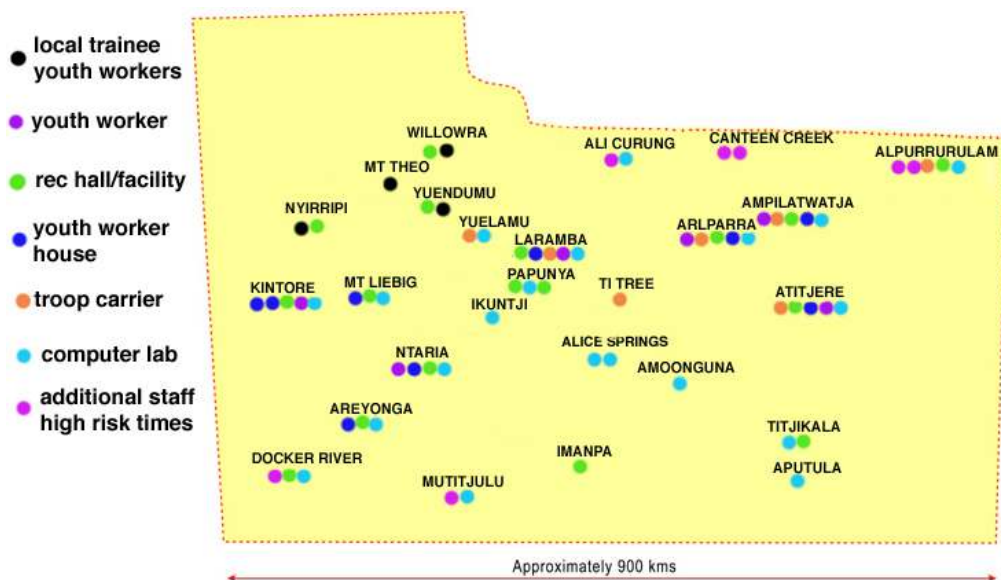 local trainee
youth workers
youth worker
rec hall/facility
youth worker
house
troop carrier
computer lab
additional staff
high risk times
WILLOWRA
ALI CURUNG
CANTEEN CREEK
ALPURRURULAM
MT THEO
YUENDUMU
NYIRRIPI
YUELAMU
AMPILATWATJA
ARLPARRA
LARAMBA
PAPUNYA
KINTORE
MT LIEBIG
IKUNTJI
TI TREE
ATITJERE
NTARIA
ALICE SPRINGS
AMOONGUNA
AREYONGA
TITJIKALA
DOCKER RIVER
IMANPA
APUTULA
MUTITJULU
Approximately 900 kms